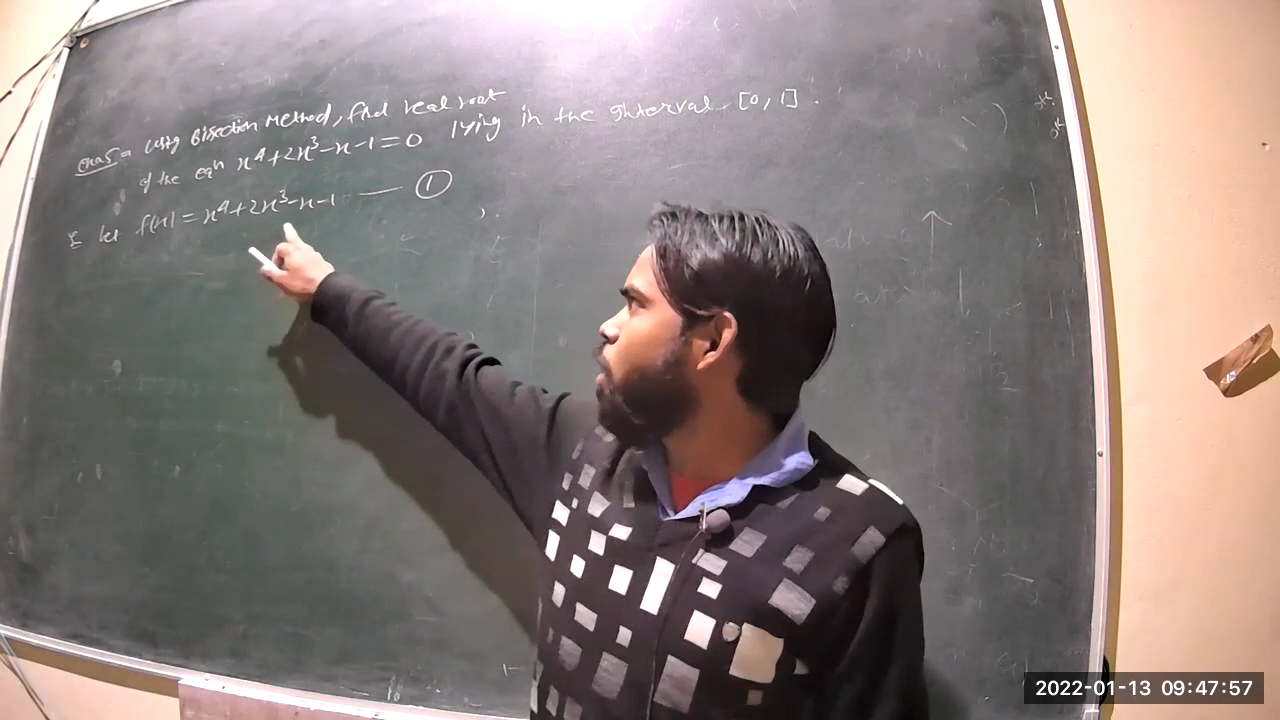 Exa5 = Using Bisection Method, find real root
of the eqⁿ x⁴+2x³-x-1=0 lying in the interval [0,1].
let f(x) = x⁴+2x³-x-1 — ①
2022-01-13 09:47:57